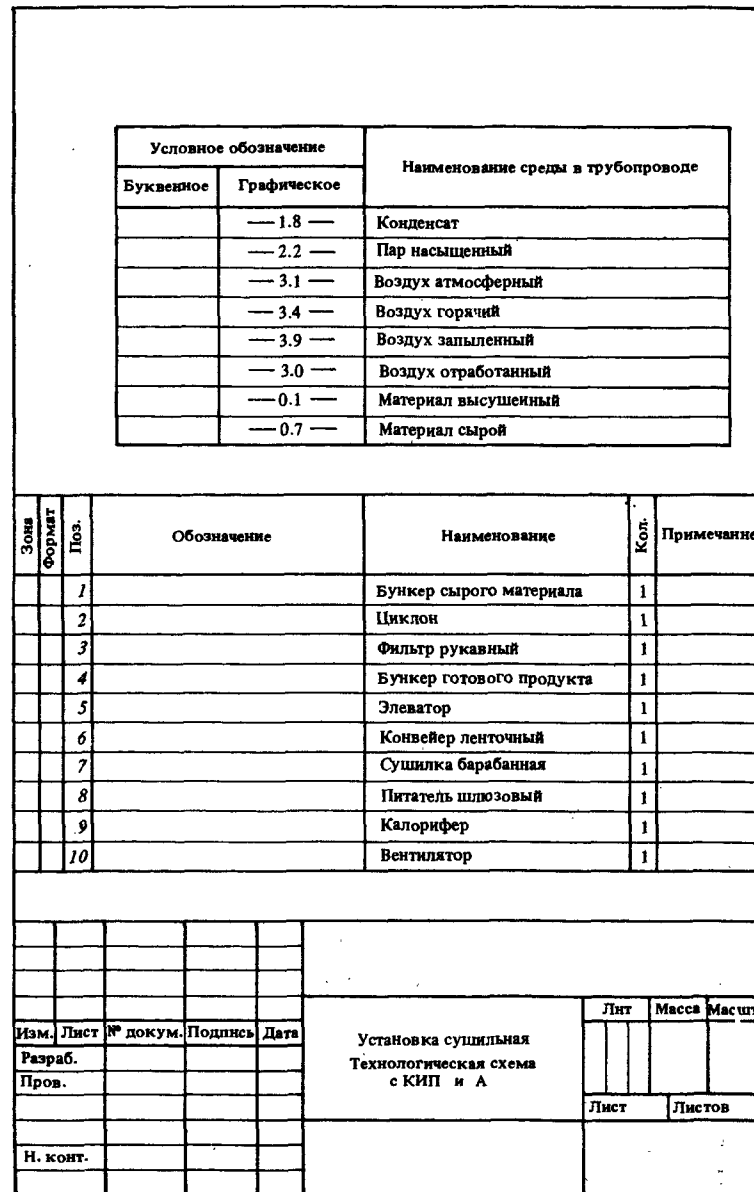 Условное обозначение
Наименование среды в трубопроводе
Буквенное Графическое
— 1.8 — Конденсат
— 2.2 — Пар насыщенный
— 3.1 — Воздух атмосферный
— 3.4 — Воздух горячий
— 3.9 — Воздух запыленный
— 3.0 — Воздух отработанный
— 0.1 — Материал высушенный
— 0.7 — Материал сырой
Зона Формат Поз. Обозначение Наименование Кол. Примечание
1 Бункер сырого материала 1
2 Циклон 1
3 Фильтр рукавный 1
4 Бункер готового продукта 1
5 Элеватор 1
6 Конвейер ленточный 1
7 Сушилка барабанная 1
8 Питатель шлюзовый 1
9 Калорифер 1
10 Вентилятор 1
Лит Масса Масшт
Изм. Лист № докум. Подпись Дата
Установка сушильная
Технологическая схема
с КИП и А
Разраб.
Пров.
Лист Листов
Н. конт.